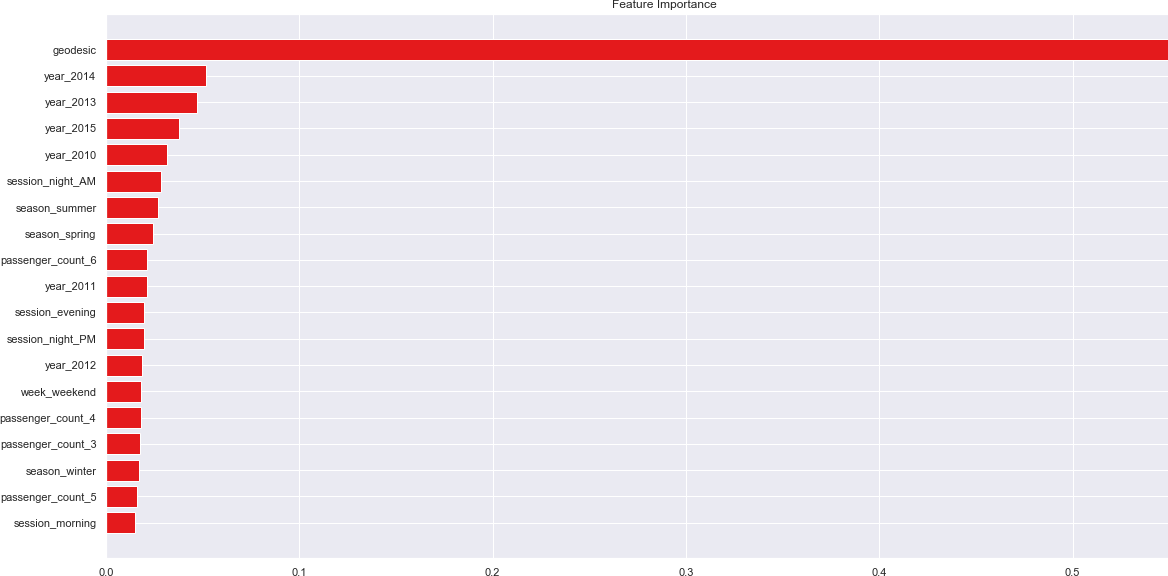 Feature Importance
geodesic
year_2014
year_2013
year_2015
year_2010
session_night_AM
season_summer
season_spring
passenger_count_6
year_2011
session_evening
session_night_PM
year_2012
week_weekend
passenger_count_4
passenger_count_3
season_winter
passenger_count_5
session_morning
0.0 0.1 0.2 0.3 0.4 0.5